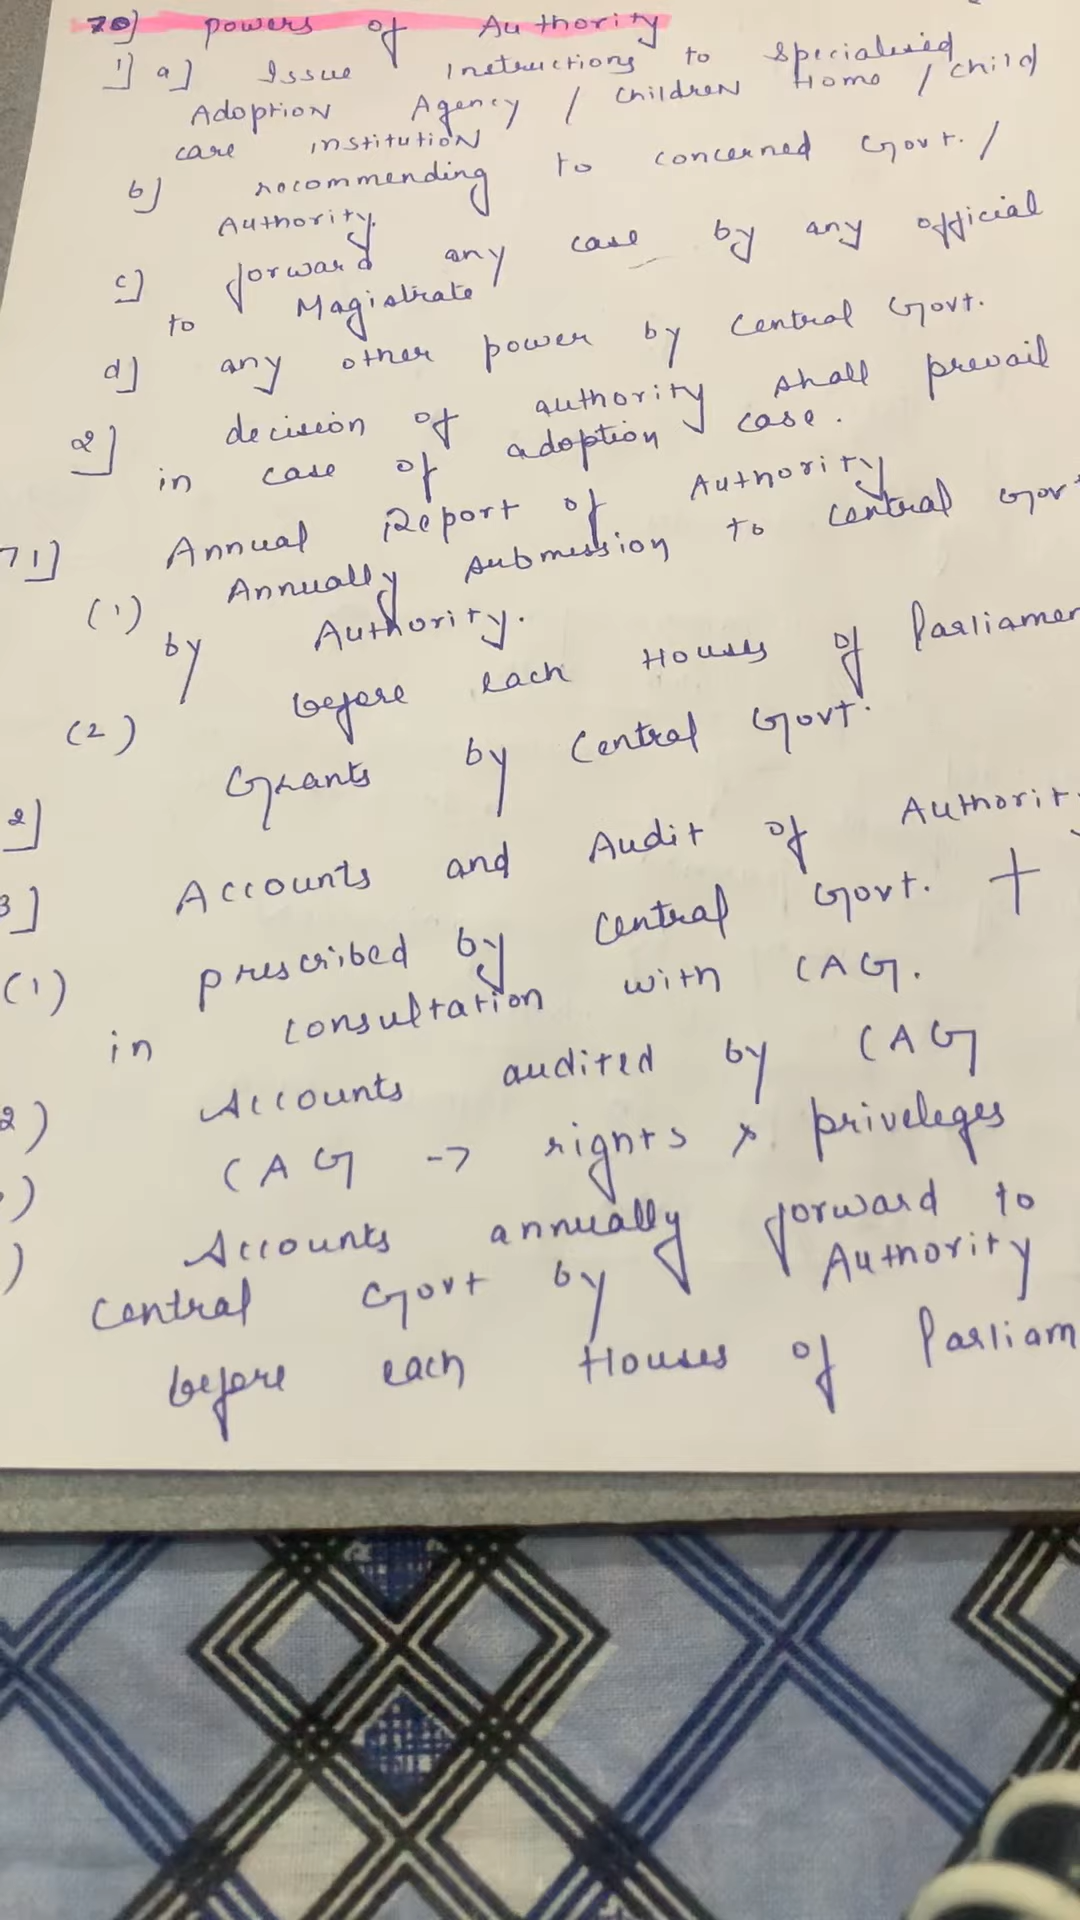 70] Powers of Authority
1] a] Issue Instructions to Specialised
Adoption Agency / Children Home / child
care institution
b] recommending to concerned Govt. /
Authority.
c] forward any case by any official
to Magistrate
d] any other power by Central Govt.
2] decision of authority shall prevail
in case of adoption case.
71] Annual Report of Authority
(1) Annually submission to Central Govt
by Authority.
(2) before each Houses of Parliamen
2] Grants by Central Govt.
3] Accounts and Audit of Authority
(1) prescribed by Central Govt. +
in consultation with CAG.
2) Accounts audited by CAG
) CAG -> rights & priveleges
) Accounts annually forward to
Central Govt by Authority
before each Houses of Parliam